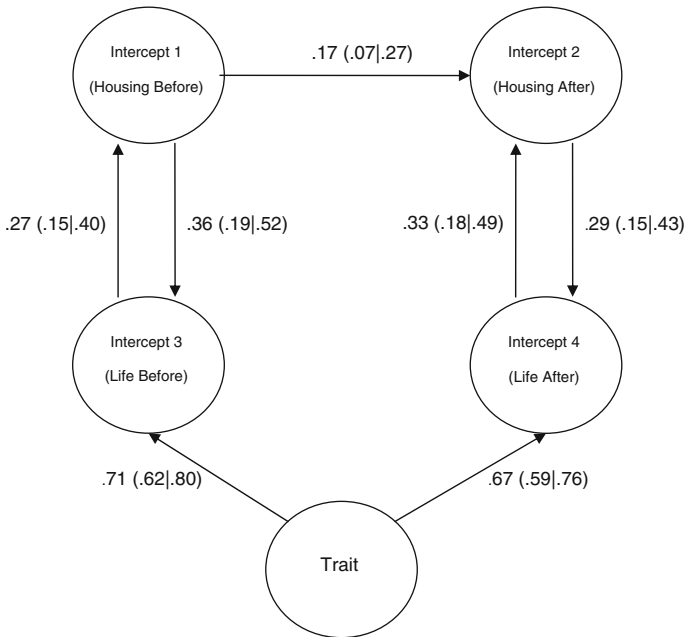 Intercept 1
(Housing Before)
.17 (.07|.27)
Intercept 2
(Housing After)
.27 (.15|.40)
.36 (.19|.52)
.33 (.18|.49)
.29 (.15|.43)
Intercept 3
(Life Before)
Intercept 4
(Life After)
.71 (.62|.80)
.67 (.59|.76)
Trait